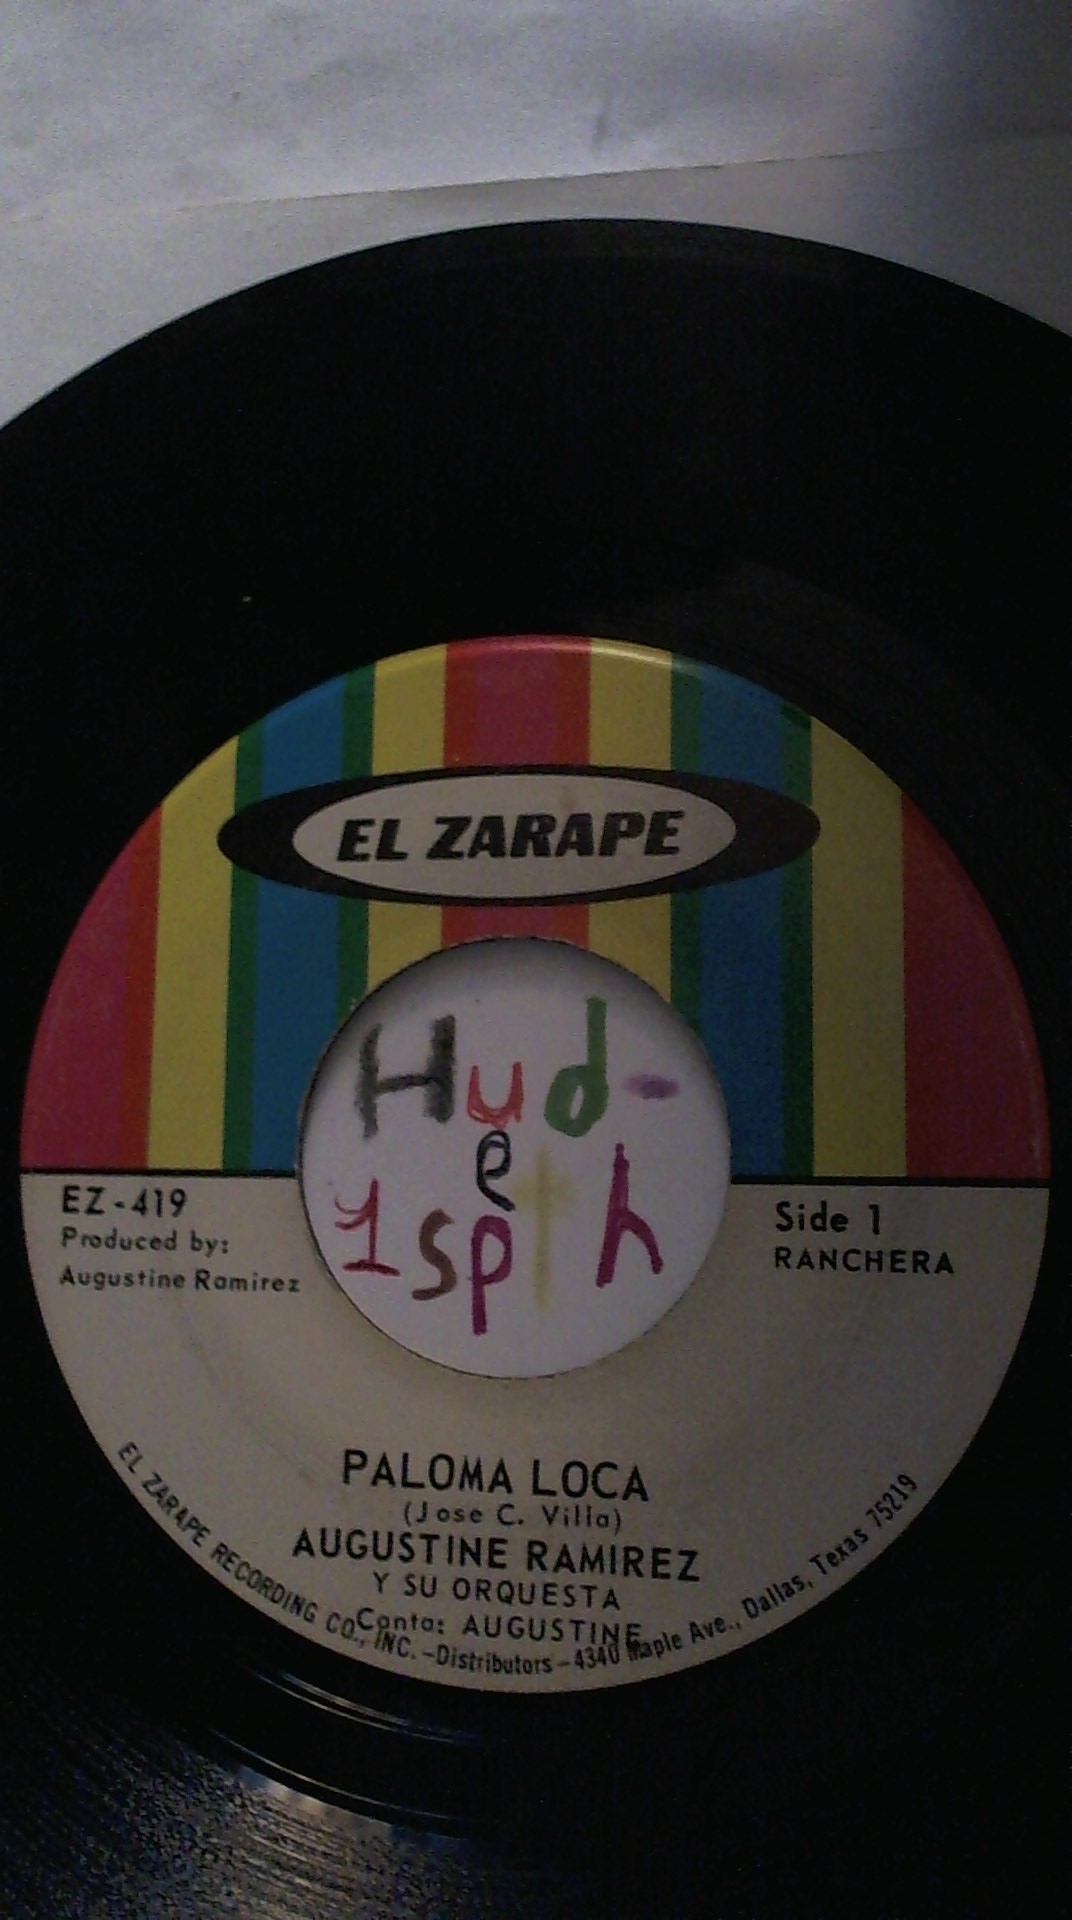 EL ZARAPE
Hud-
e
1spth
EZ-419
Produced by:
Augustine Ramirez
Side 1
RANCHERA
PALOMA LOCA
(Jose C. Villa)
AUGUSTINE RAMIREZ
Y SU ORQUESTA
Canta: AUGUSTINE
EL ZARAPE RECORDING CO., INC. -Distributors- 4340 Maple Ave., Dallas, Texas 75219